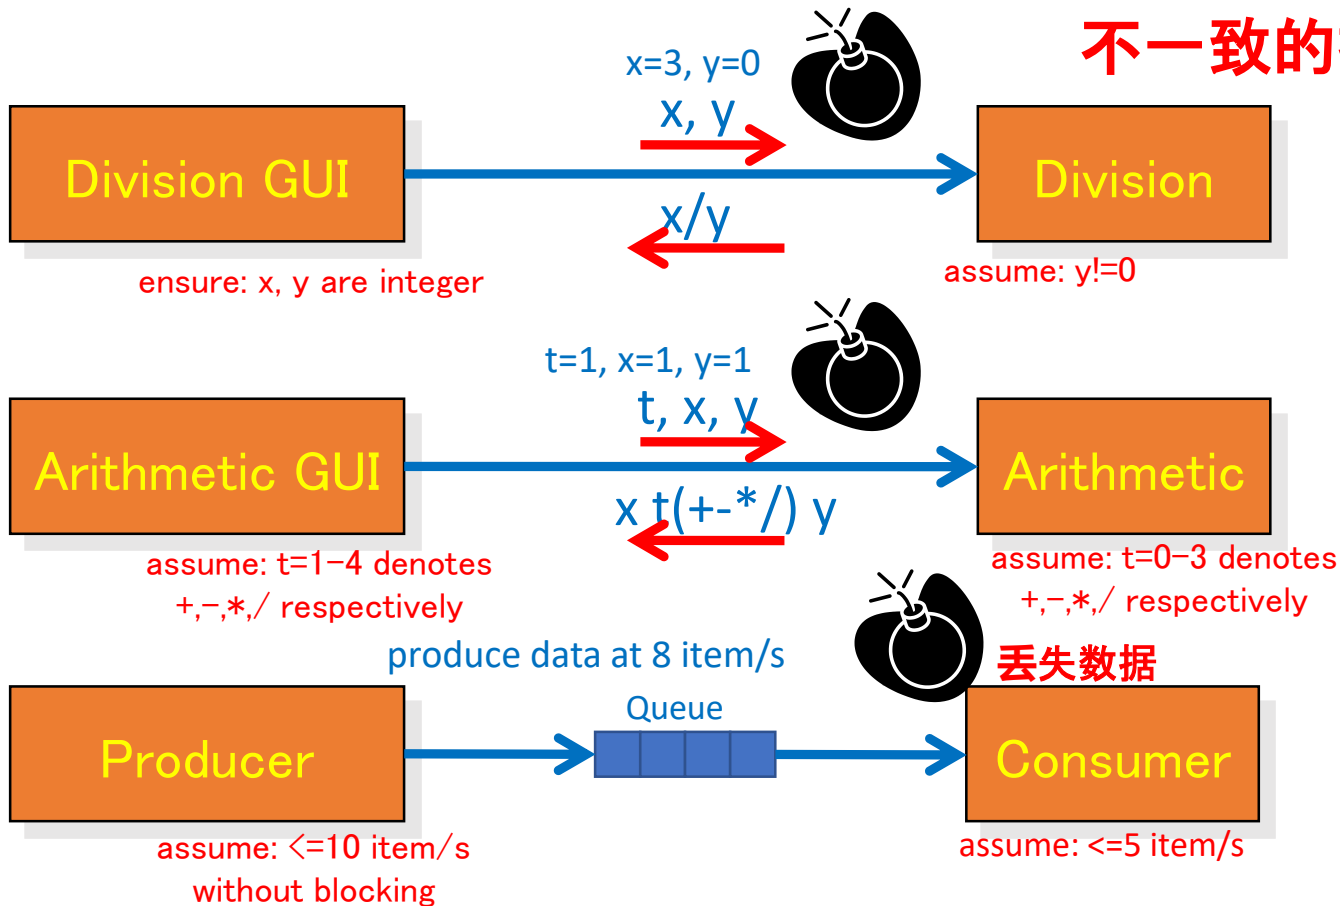 不一致的
x=3, y=0
x, y
Division GUI
Division
x/y
ensure: x, y are integer
assume: y!=0
t=1, x=1, y=1
t, x, y
Arithmetic GUI
Arithmetic
x t(+-*/) y
assume: t=1-4 denotes
+,-,*,/ respectively
assume: t=0-3 denotes
+,-,*,/ respectively
produce data at 8 item/s
丢失数据
Queue
Producer
Consumer
assume: <=10 item/s
without blocking
assume: <=5 item/s